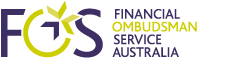 FOS
FINANCIAL
OMBUDSMAN
SERVICE
AUSTRALIA